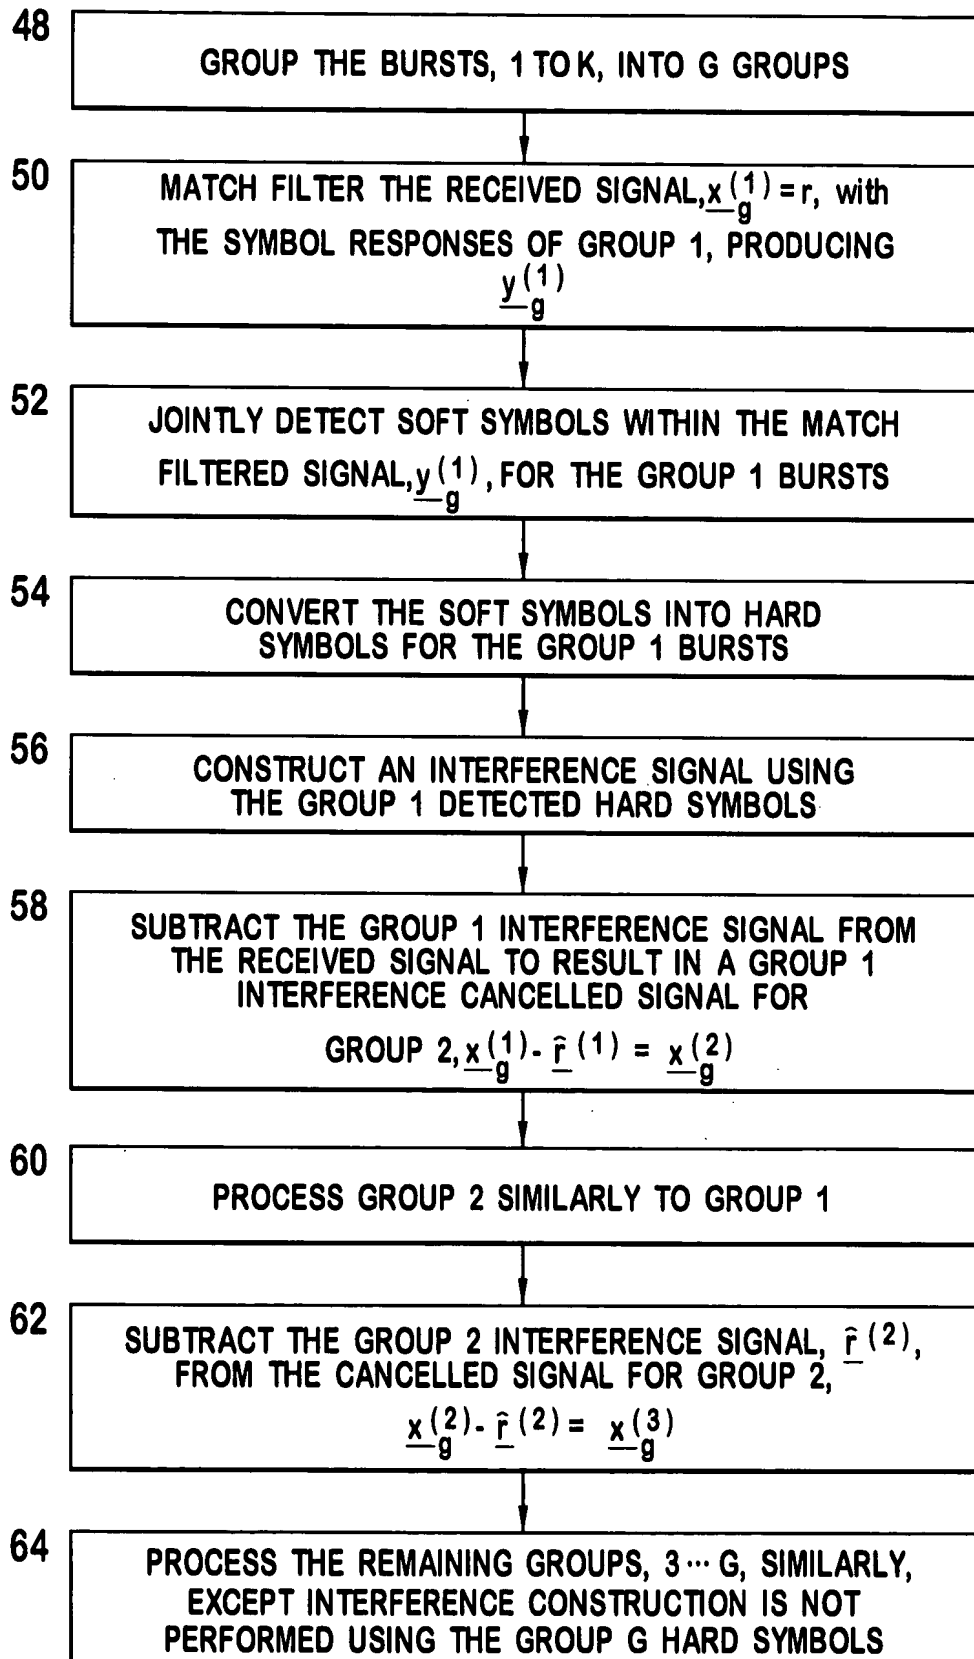 48
GROUP THE BURSTS, 1 TO K, INTO G GROUPS
50
MATCH FILTER THE RECEIVED SIGNAL, x_g^(1) = r, with
THE SYMBOL RESPONSES OF GROUP 1, PRODUCING
y_g^(1)
52
JOINTLY DETECT SOFT SYMBOLS WITHIN THE MATCH
FILTERED SIGNAL, y_g^(1), FOR THE GROUP 1 BURSTS
54
CONVERT THE SOFT SYMBOLS INTO HARD
SYMBOLS FOR THE GROUP 1 BURSTS
56
CONSTRUCT AN INTERFERENCE SIGNAL USING
THE GROUP 1 DETECTED HARD SYMBOLS
58
SUBTRACT THE GROUP 1 INTERFERENCE SIGNAL FROM
THE RECEIVED SIGNAL TO RESULT IN A GROUP 1
INTERFERENCE CANCELLED SIGNAL FOR
GROUP 2, x_g^(1) - r̂^(1) = x_g^(2)
60
PROCESS GROUP 2 SIMILARLY TO GROUP 1
62
SUBTRACT THE GROUP 2 INTERFERENCE SIGNAL, r̂^(2),
FROM THE CANCELLED SIGNAL FOR GROUP 2,
x_g^(2) - r̂^(2) = x_g^(3)
64
PROCESS THE REMAINING GROUPS, 3 ··· G, SIMILARLY,
EXCEPT INTERFERENCE CONSTRUCTION IS NOT
PERFORMED USING THE GROUP G HARD SYMBOLS